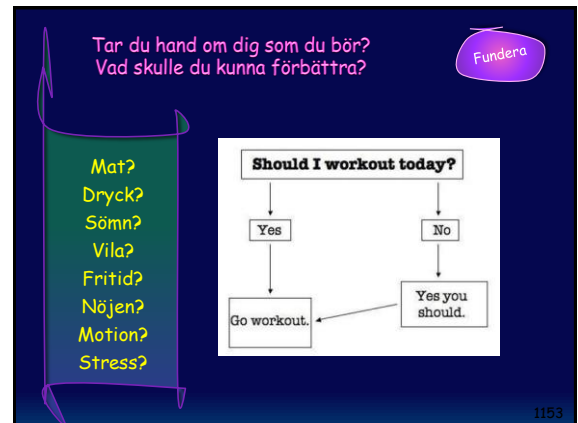 Tar du hand om dig som du bör?
Vad skulle du kunna förbättra?
Fundera
Mat?
Dryck?
Sömn?
Vila?
Fritid?
Nöjen?
Motion?
Stress?
Should I workout today?
Yes
No
Go workout.
Yes you
should.
1153